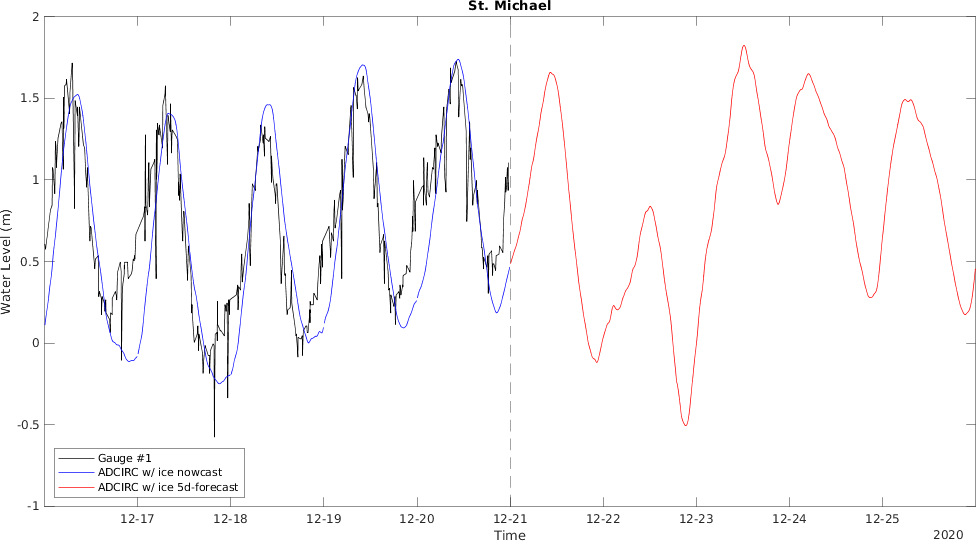 St. Michael
2
1.5
1
0.5
0
-0.5
-1
Water Level (m)
Gauge #1
ADCIRC w/ ice nowcast
ADCIRC w/ ice 5d-forecast
12-17 12-18 12-19 12-20 12-21 12-22 12-23 12-24 12-25
Time
2020